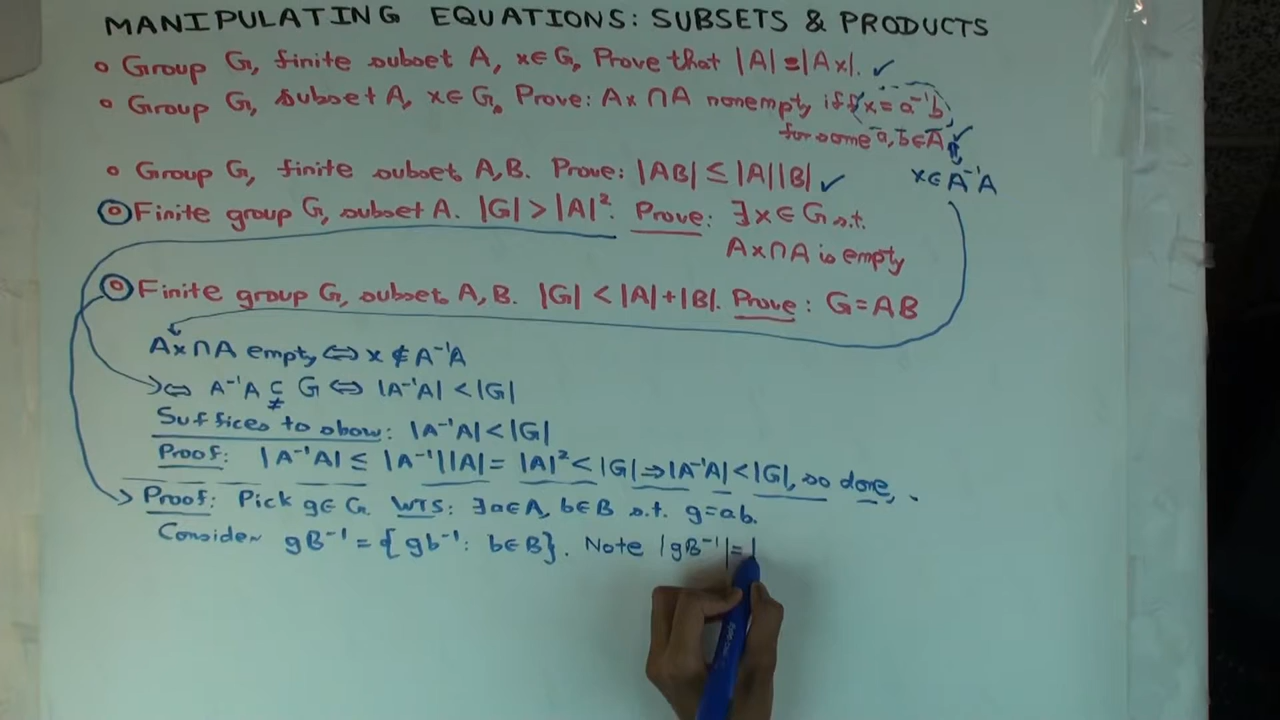 MANIPULATING EQUATIONS: SUBSETS & PRODUCTS
• Group G, finite subset A, x∈G, Prove that |A|=|Ax|. ✓
• Group G, subset A, x∈G. Prove: Ax∩A nonempty iff x=a⁻¹b
for some a, b∈A ✓
⇕
x∈A⁻¹A
• Group G, finite subsets A,B. Prove: |AB| ≤ |A||B| ✓
⊙ Finite group G, subset A. |G| > |A|². Prove: ∃x∈G s.t.
Ax∩A is empty
⊙ Finite group G, subsets A,B. |G| < |A|+|B|. Prove: G=AB
Ax∩A empty ⇔ x∉A⁻¹A
⇔ A⁻¹A ⊊ G ⇔ |A⁻¹A| < |G|
Suffices to show: |A⁻¹A| < |G|
Proof: |A⁻¹A| ≤ |A⁻¹||A| = |A|² < |G| ⇒ |A⁻¹A| < |G|, so done.
Proof: Pick g∈G. WTS: ∃a∈A, b∈B s.t. g=ab.
Consider gB⁻¹ = {gb⁻¹: b∈B}. Note |gB⁻¹|=|